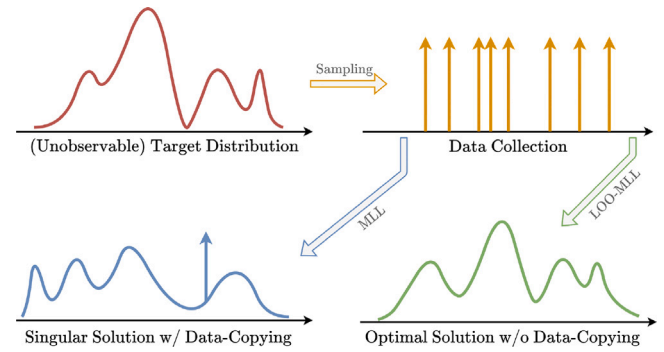 Sampling
(Unobservable) Target Distribution
Data Collection
MLL
LOO-MLL
Singular Solution w/ Data-Copying
Optimal Solution w/o Data-Copying